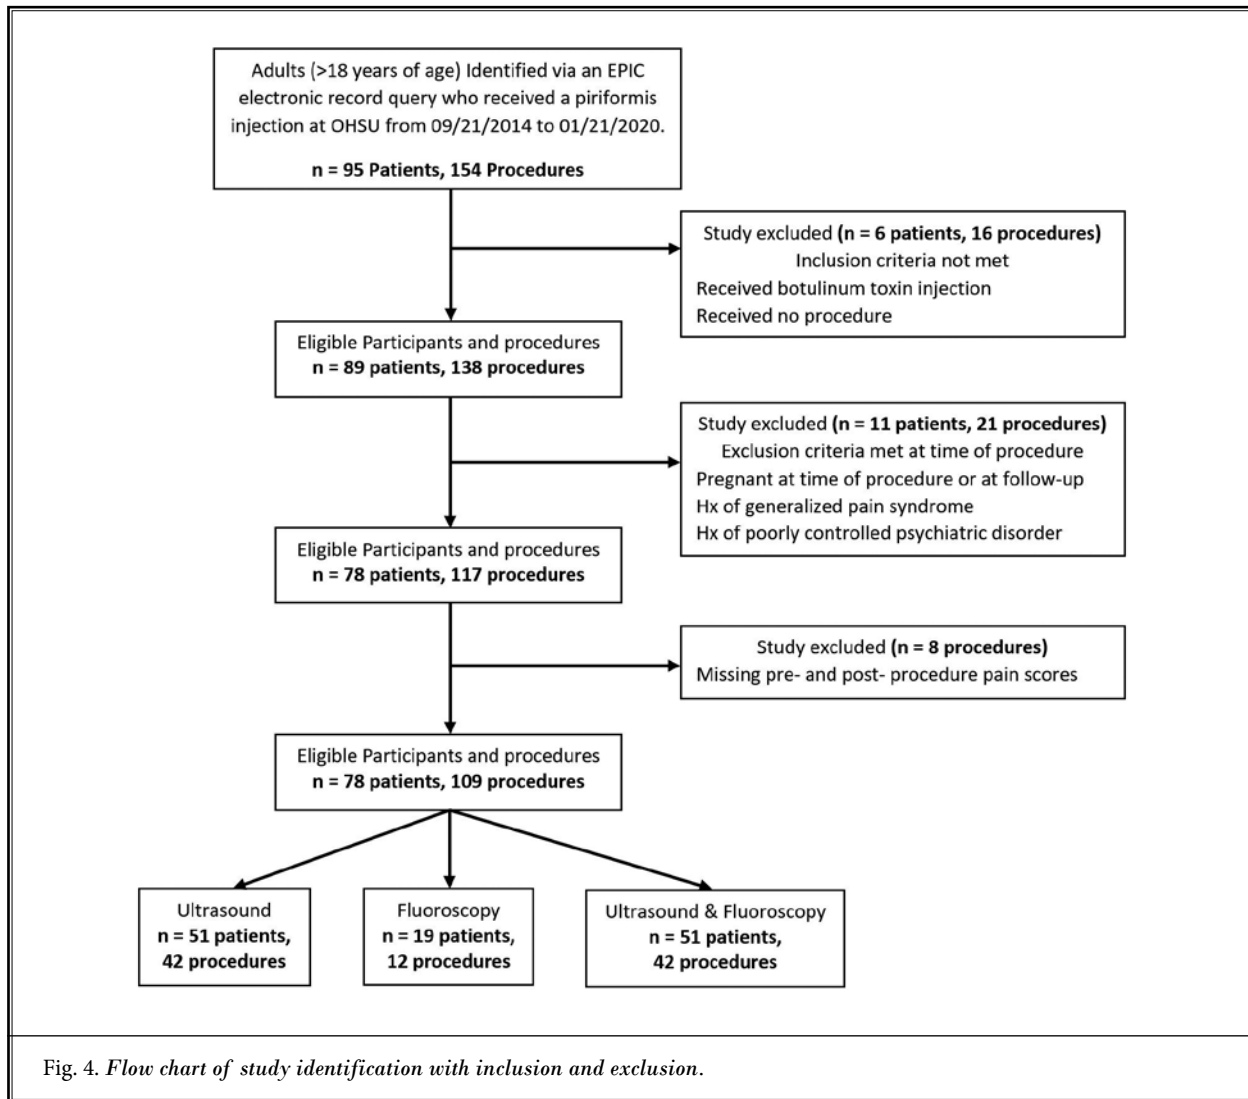 Adults (>18 years of age) Identified via an EPIC
electronic record query who received a piriformis
injection at OHSU from 09/21/2014 to 01/21/2020.
n = 95 Patients, 154 Procedures
Study excluded (n = 6 patients, 16 procedures)
Inclusion criteria not met
Received botulinum toxin injection
Received no procedure
Eligible Participants and procedures
n = 89 patients, 138 procedures
Study excluded (n = 11 patients, 21 procedures)
Exclusion criteria met at time of procedure
Pregnant at time of procedure or at follow-up
Hx of generalized pain syndrome
Hx of poorly controlled psychiatric disorder
Eligible Participants and procedures
n = 78 patients, 117 procedures
Study excluded (n = 8 procedures)
Missing pre- and post- procedure pain scores
Eligible Participants and procedures
n = 78 patients, 109 procedures
Ultrasound
n = 51 patients,
42 procedures
Fluoroscopy
n = 19 patients,
12 procedures
Ultrasound & Fluoroscopy
n = 51 patients,
42 procedures
Fig. 4. Flow chart of study identification with inclusion and exclusion.